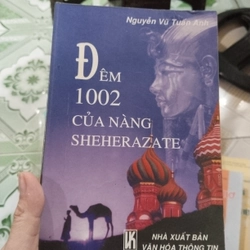 Nguyễn Vũ Tuấn Anh
ĐÊM
1002
CỦA NÀNG
SHEHERAZATE
NHÀ XUẤT BẢN
VĂN HÓA THÔNG TIN